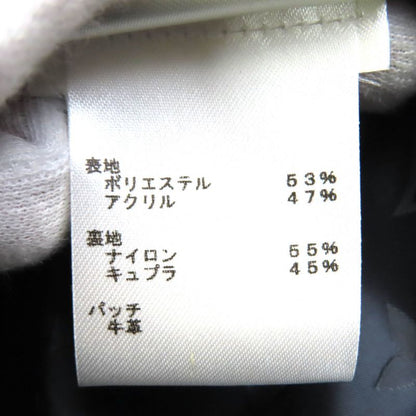 表地
ポリエステル 53%
アクリル 47%
裏地
ナイロン 55%
キュプラ 45%
パッチ
牛革